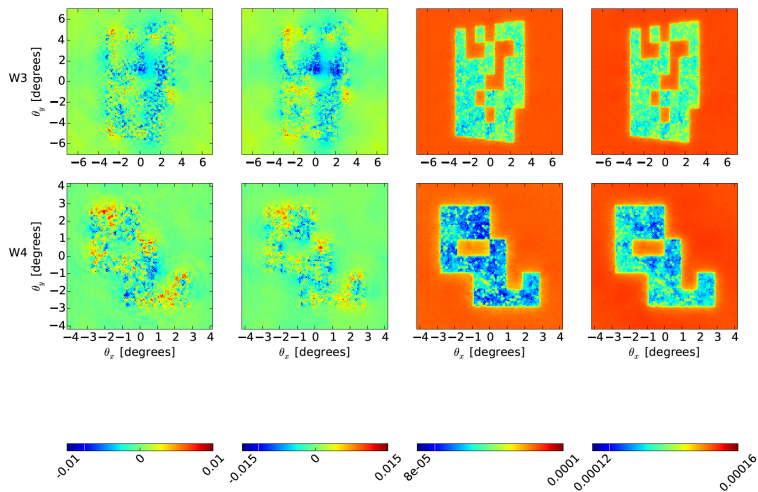 6
4
2
0
−2
−4
−6
θy [degrees]
W3
−6 −4 −2 0 2 4 6
−6 −4 −2 0 2 4 6
−6 −4 −2 0 2 4 6
−6 −4 −2 0 2 4 6
4
3
2
1
0
−1
−2
−3
−4
θy [degrees]
W4
−4 −3 −2 −1 0 1 2 3 4
−4 −3 −2 −1 0 1 2 3 4
−4 −3 −2 −1 0 1 2 3 4
−4 −3 −2 −1 0 1 2 3 4
θx [degrees]
θx [degrees]
θx [degrees]
θx [degrees]
-0.01 0 0.01
-0.015 0 0.015
8e-05 0.0001
0.00012 0.00016